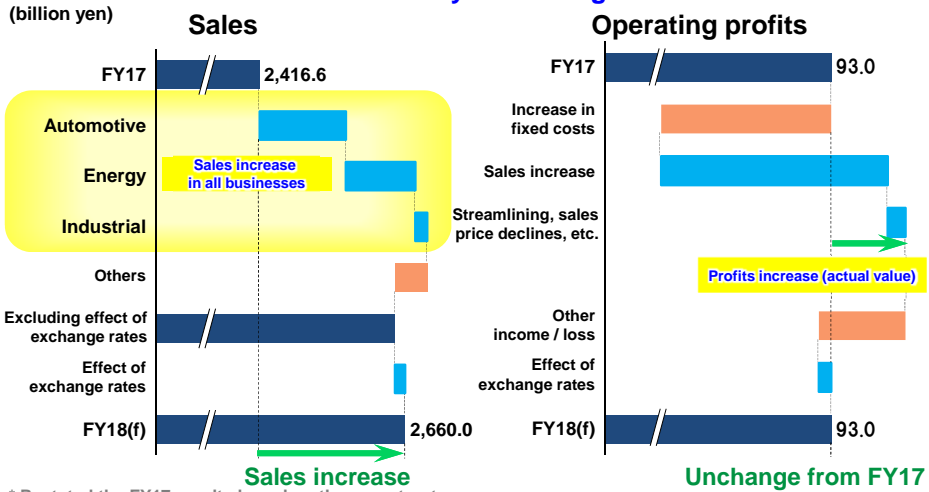 (billion yen)
Sales
FY17
2,416.6
Automotive
Energy
Sales increase
in all businesses
Industrial
Others
Excluding effect of
exchange rates
Effect of
exchange rates
FY18(f)
2,660.0
Sales increase
Operating profits
FY17
93.0
Increase in
fixed costs
Sales increase
Streamlining, sales
price declines, etc.
Profits increase (actual value)
Other
income / loss
Effect of
exchange rates
FY18(f)
93.0
Unchange from FY17